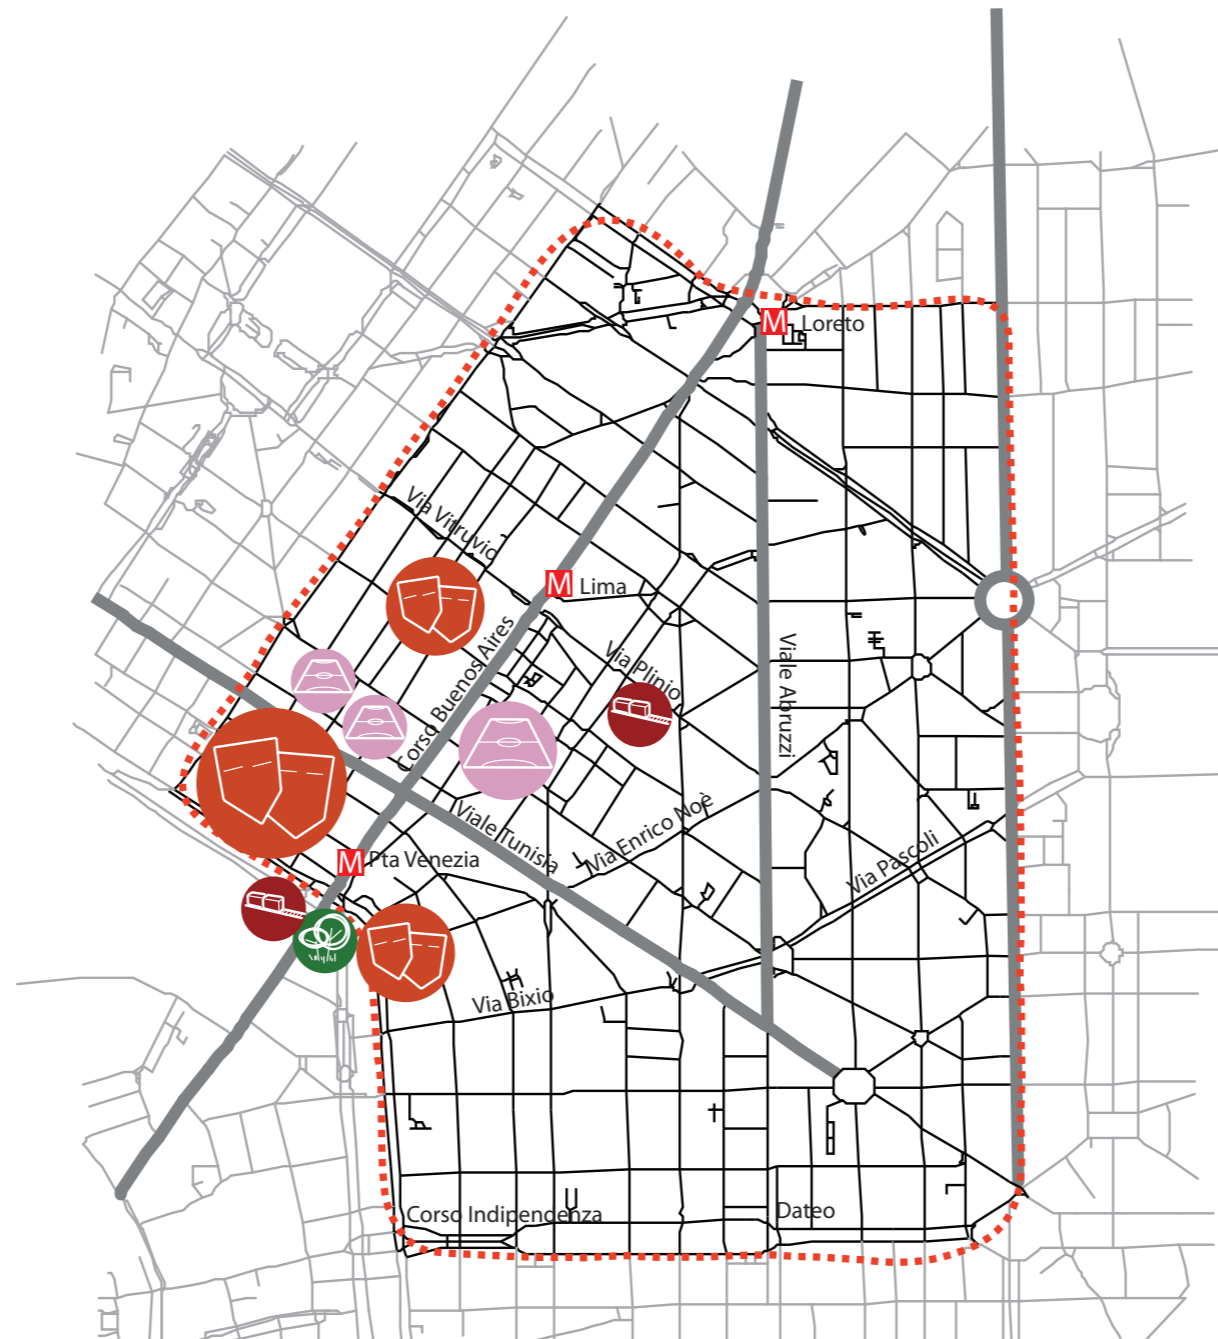 M Loreto
Via Vitruvio
M Lima
Corso Buenos Aires
Via Plinio
Viale Abruzzi
Viale Tunisia
Via Enrico Noè
M Pta Venezia
Via Pascoli
Via Bixio
Corso Indipendenza
Dateo